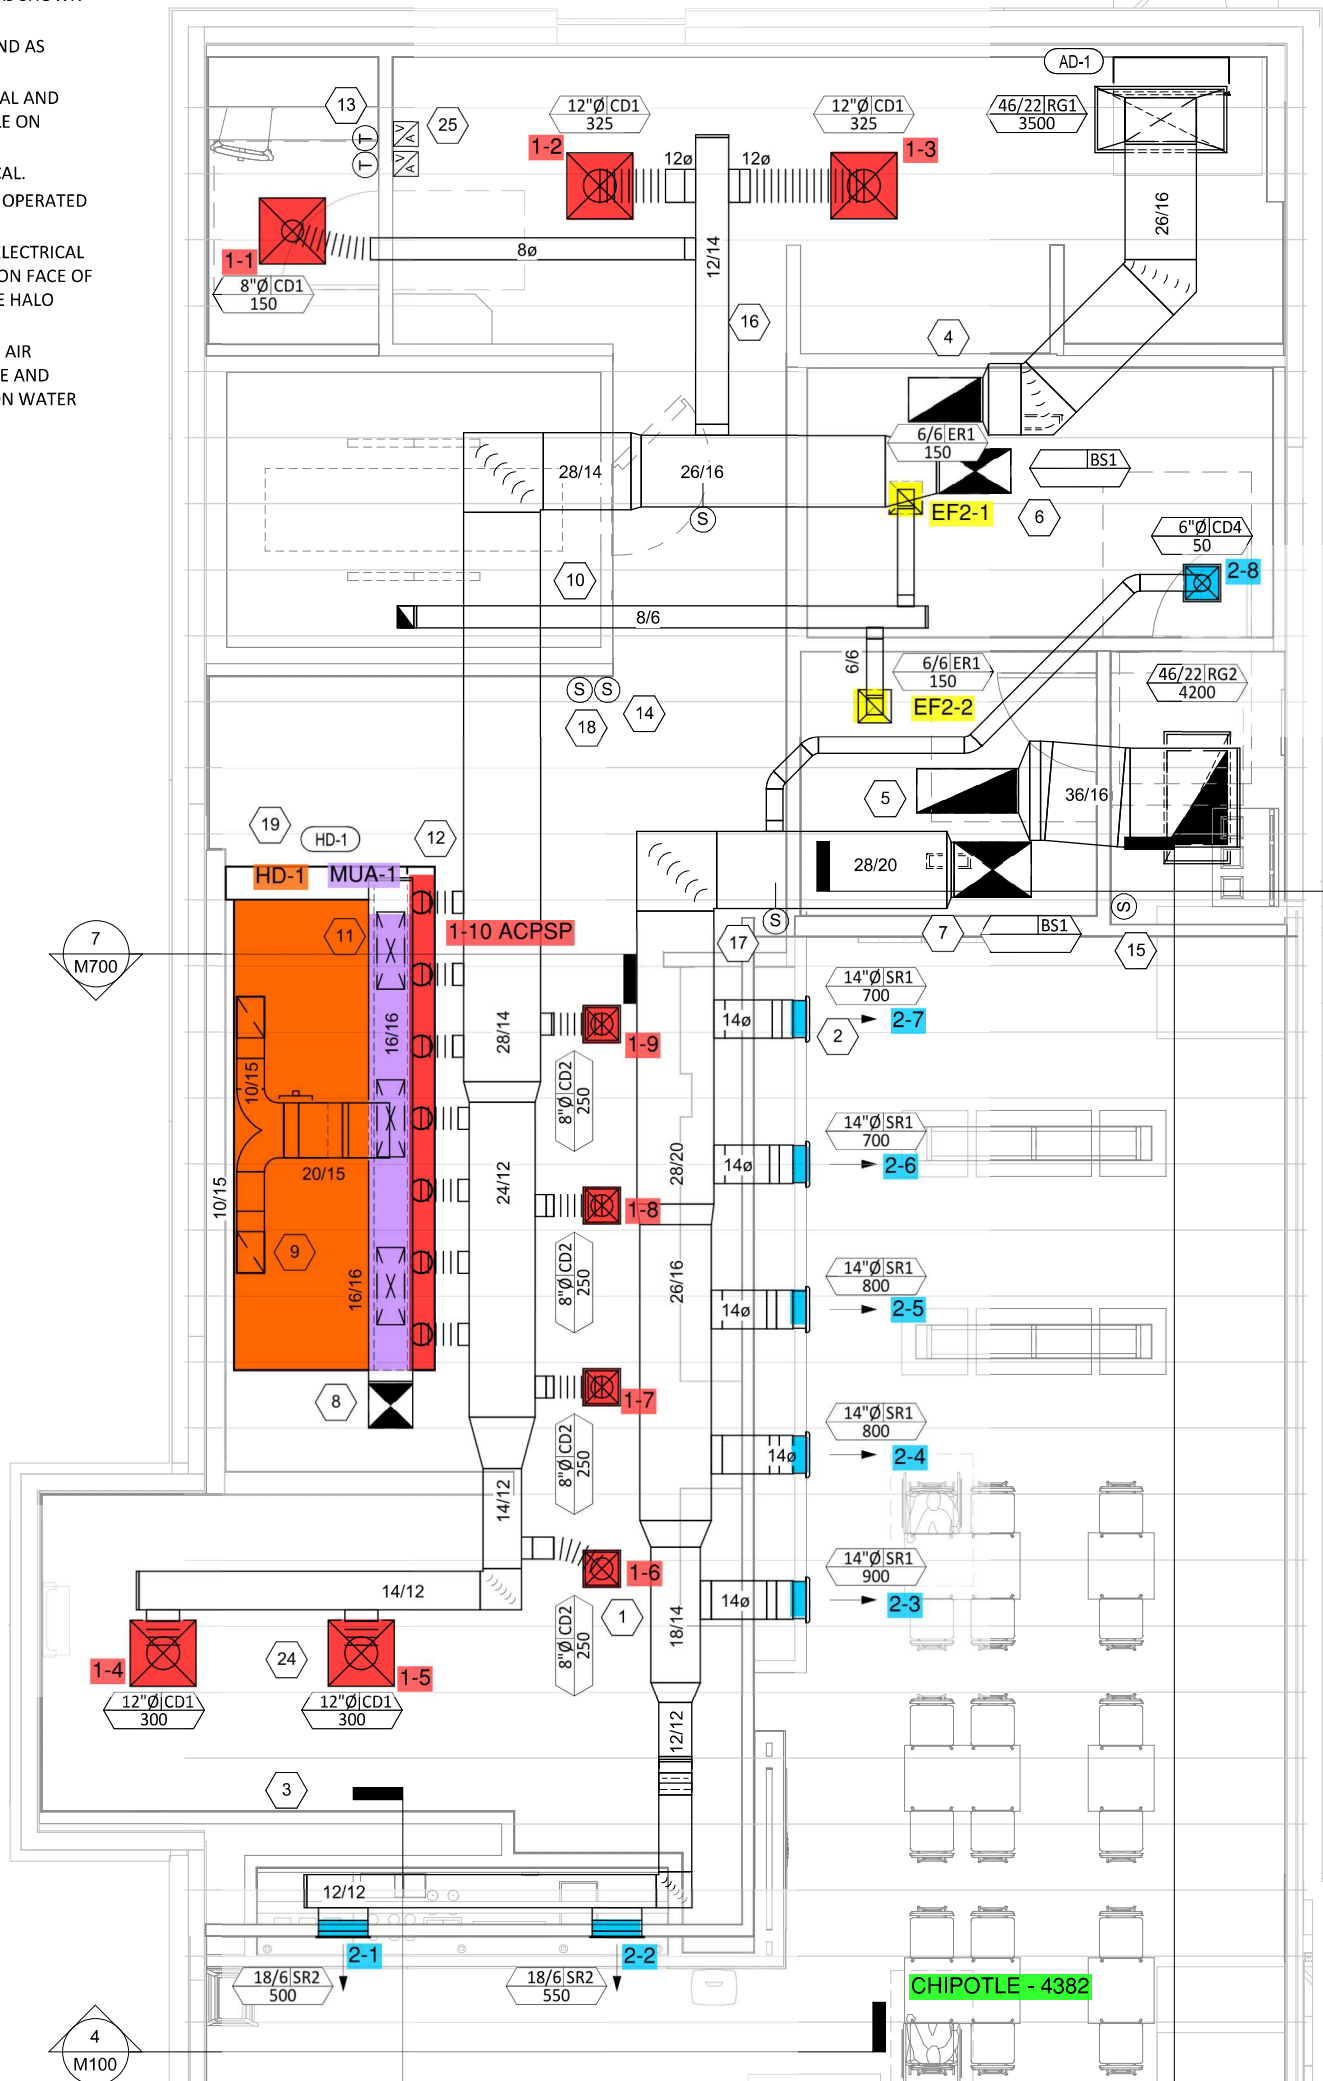 AS SHOWN
ND AS
AL AND
LE ON
CAL.
OPERATED
ELECTRICAL
ON FACE OF
E HALO
AIR
E AND
ON WATER
AD-1
13
25
T
T
V
A
V
A
12"Ø CD1
325
12"Ø CD1
325
46/22 RG1
3500
1-2
1-3
12ø
12ø
26/16
1-1
8ø
12/14
8"Ø CD1
150
16
4
6/6 ER1
150
BS1
28/14
26/16
S
EF2-1
6
6"Ø CD4
50
2-8
10
8/6
6/6
6/6 ER1
150
46/22 RG2
4200
S
S
EF2-2
18
14
5
36/16
19
HD-1
12
28/20
HD-1
MUA-1
S
S
7
M700
11
1-10 ACPSP
17
7
BS1
15
14"Ø SR1
700
16/16
28/14
1-9
14ø
2
2-7
10/15
8"Ø CD2
250
14"Ø SR1
700
20/15
10/15
24/12
28/20
14ø
2-6
1-8
9
16/16
8"Ø CD2
250
26/16
14"Ø SR1
800
14ø
2-5
8
1-7
14"Ø SR1
800
8"Ø CD2
250
14ø
2-4
14/12
1-6
14"Ø SR1
900
14/12
1
14ø
2-3
8"Ø CD2
250
18/14
1-4
24
1-5
12"Ø CD1
300
12"Ø CD1
300
12/12
3
12/12
2-1
2-2
18/6 SR2
500
18/6 SR2
550
CHIPOTLE - 4382
4
M100